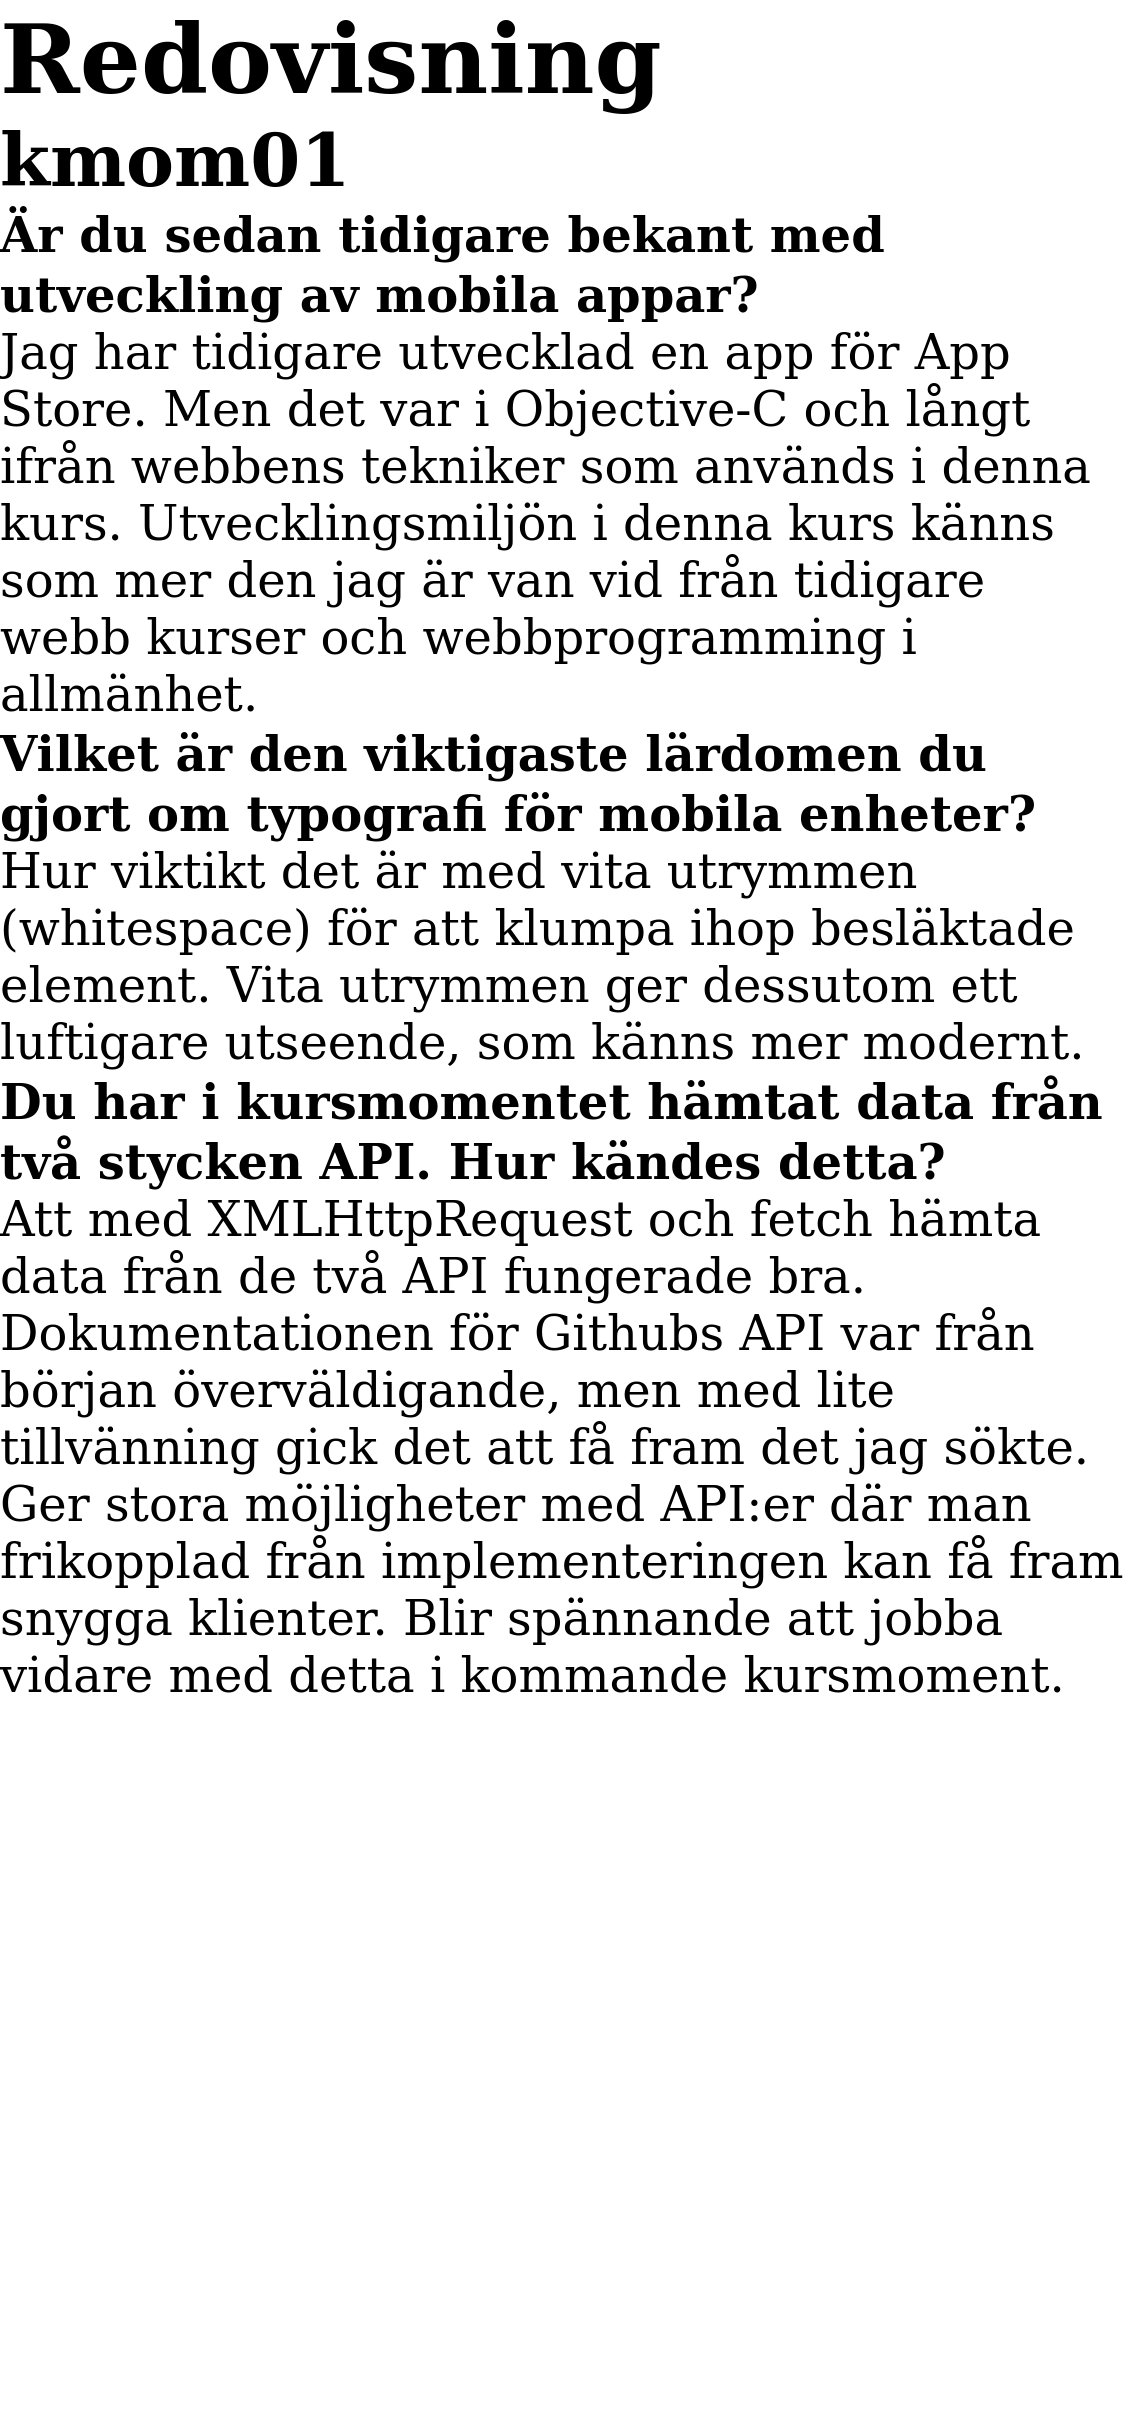 Redovisning
kmom01
Är du sedan tidigare bekant med
utveckling av mobila appar?
Jag har tidigare utvecklad en app för App
Store. Men det var i Objective-C och långt
ifrån webbens tekniker som används i denna
kurs. Utvecklingsmiljön i denna kurs känns
som mer den jag är van vid från tidigare
webb kurser och webbprogramming i
allmänhet.
Vilket är den viktigaste lärdomen du
gjort om typografi för mobila enheter?
Hur viktikt det är med vita utrymmen
(whitespace) för att klumpa ihop besläktade
element. Vita utrymmen ger dessutom ett
luftigare utseende, som känns mer modernt.
Du har i kursmomentet hämtat data från
två stycken API. Hur kändes detta?
Att med XMLHttpRequest och fetch hämta
data från de två API fungerade bra.
Dokumentationen för Githubs API var från
början överväldigande, men med lite
tillvänning gick det att få fram det jag sökte.
Ger stora möjligheter med API:er där man
frikopplad från implementeringen kan få fram
snygga klienter. Blir spännande att jobba
vidare med detta i kommande kursmoment.